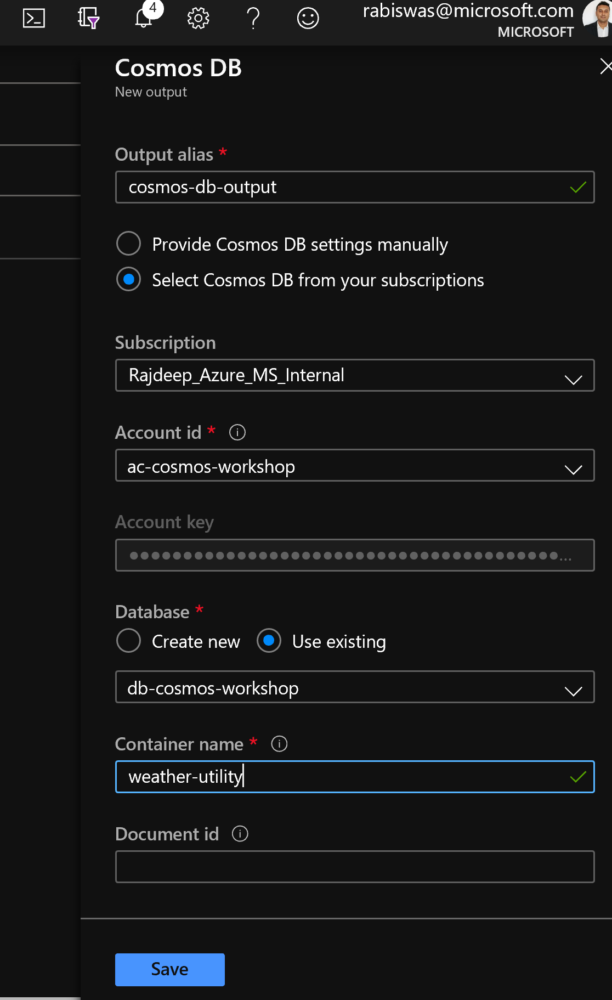 4
rabiswas@microsoft.com
MICROSOFT
Cosmos DB
New output
Output alias *
cosmos-db-output
Provide Cosmos DB settings manually
Select Cosmos DB from your subscriptions
Subscription
Rajdeep_Azure_MS_Internal
Account id *
ac-cosmos-workshop
Account key
Database *
Create new Use existing
db-cosmos-workshop
Container name *
weather-utility
Document id
Save